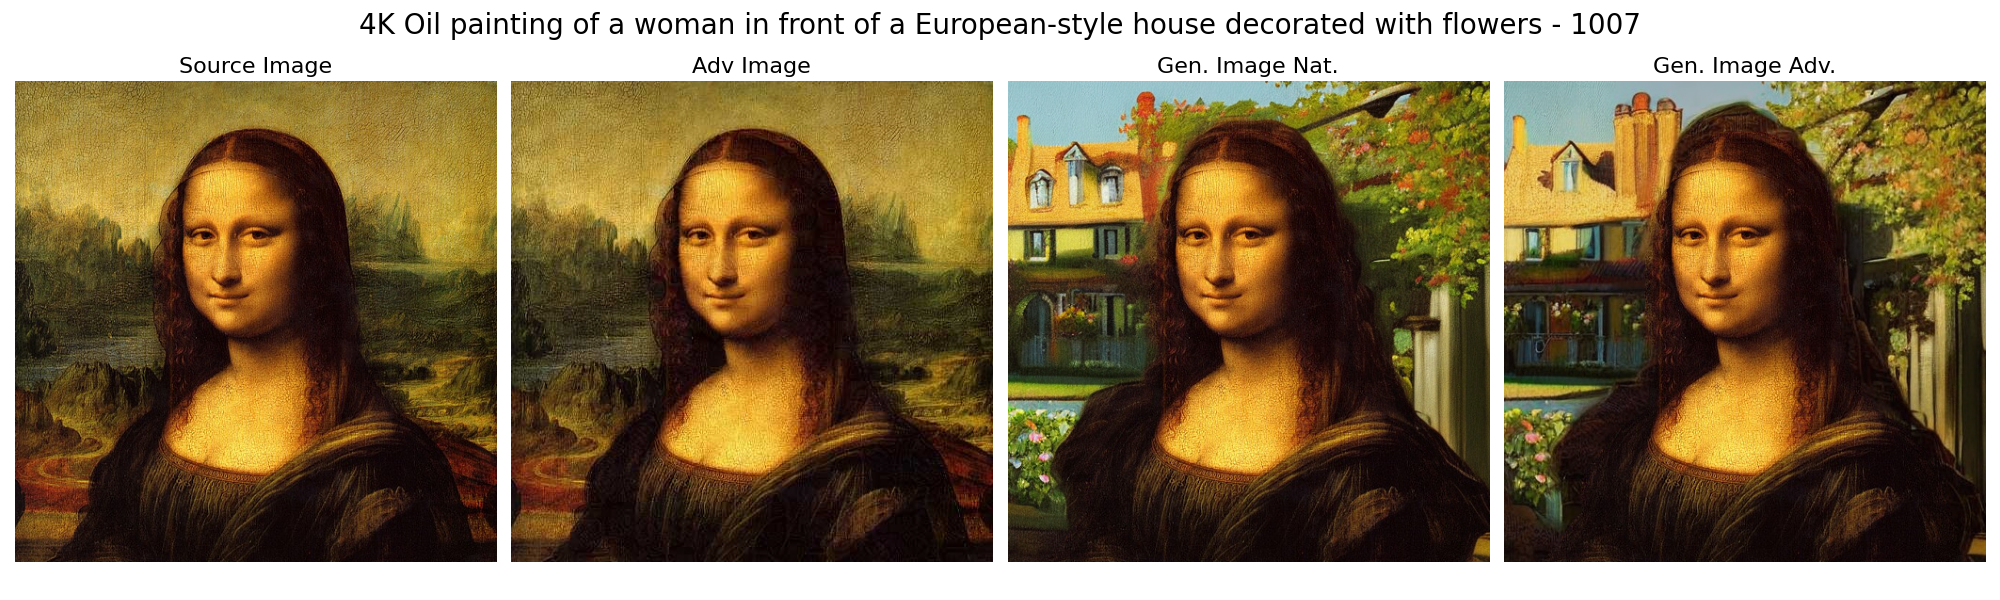 4K Oil painting of a woman in front of a European-style house decorated with flowers - 1007
Source Image
Adv Image
Gen. Image Nat.
Gen. Image Adv.